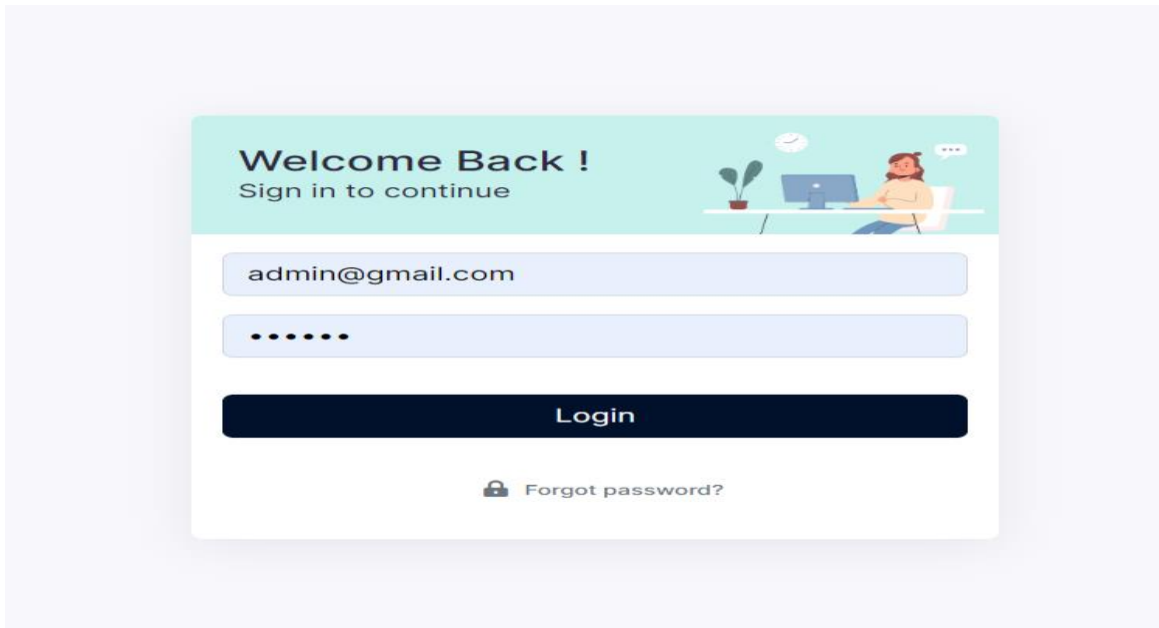 Welcome Back !
Sign in to continue
admin@gmail.com
••••••
Login
Forgot password?